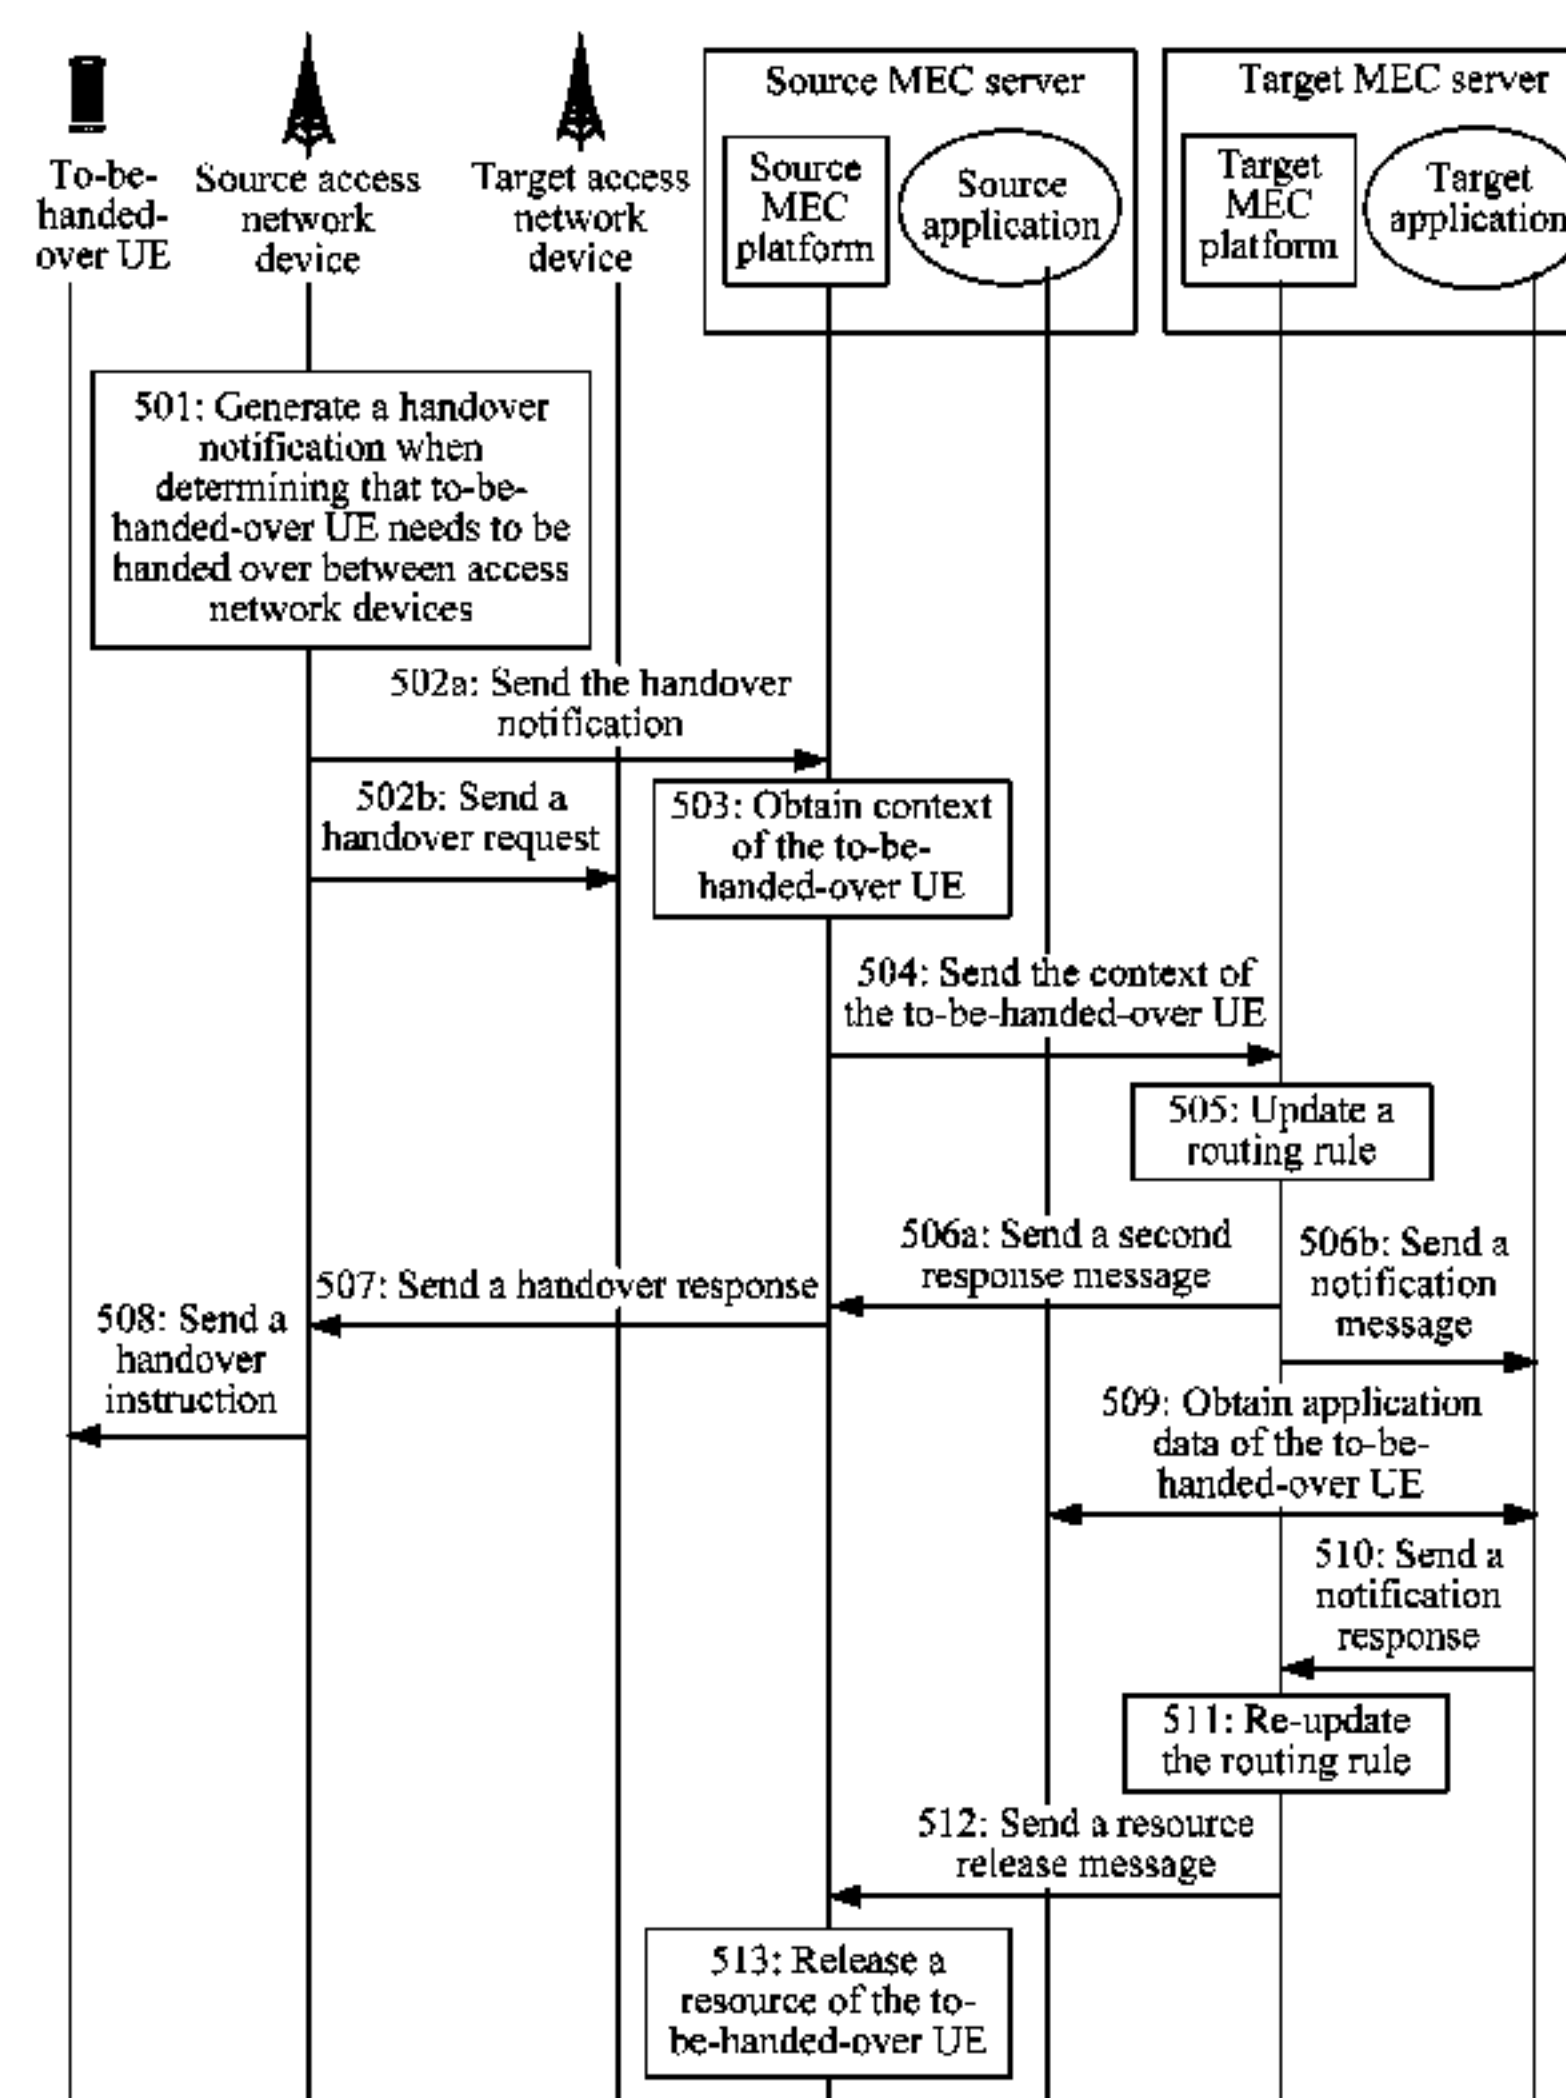 Source MEC server
Target MEC server
To-be-
handed-
over UE
Source access
network
device
Target access
network
device
Source
MEC
platform
Source
application
Target
MEC
platform
Target
application
501: Generate a handover
notification when
determining that to-be-
handed-over UE needs to be
handed over between access
network devices
502a: Send the handover
notification
502b: Send a
handover request
503: Obtain context
of the to-be-
handed-over UE
504: Send the context of
the to-be-handed-over UE
505: Update a
routing rule
506a: Send a second
response message
506b: Send a
notification
message
507: Send a handover response
508: Send a
handover
instruction
509: Obtain application
data of the to-be-
handed-over UE
510: Send a
notification
response
511: Re-update
the routing rule
512: Send a resource
release message
513: Release a
resource of the to-
be-handed-over UE